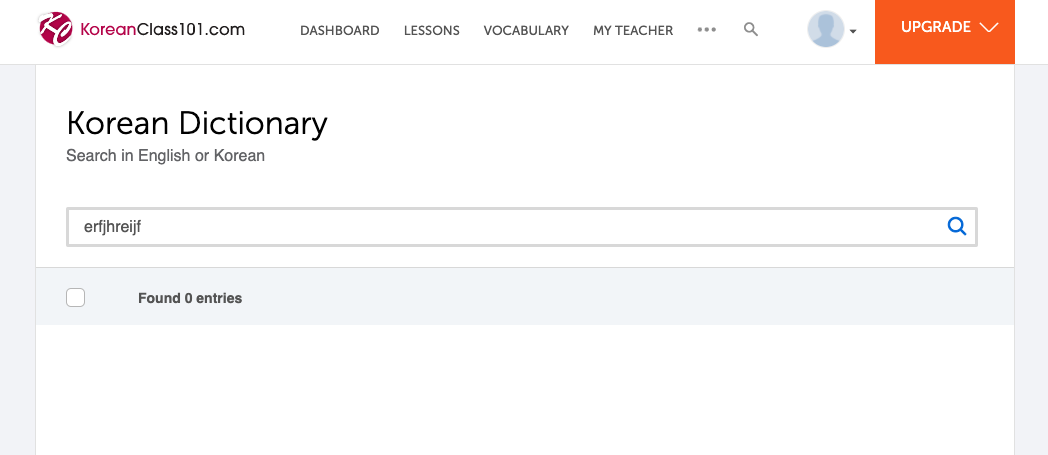 KoreanClass101.com
DASHBOARD LESSONS VOCABULARY MY TEACHER ••• UPGRADE
Korean Dictionary
Search in English or Korean
erfjhreijf
Found 0 entries